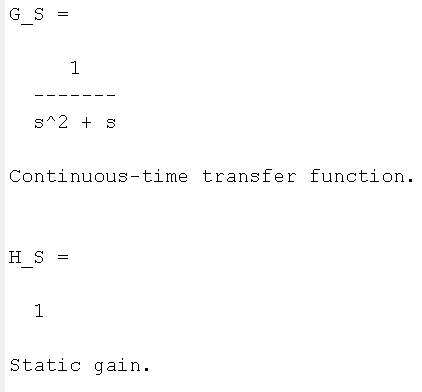 G_S =
1
-------
s^2 + s
Continuous-time transfer function.
H_S =
1
Static gain.